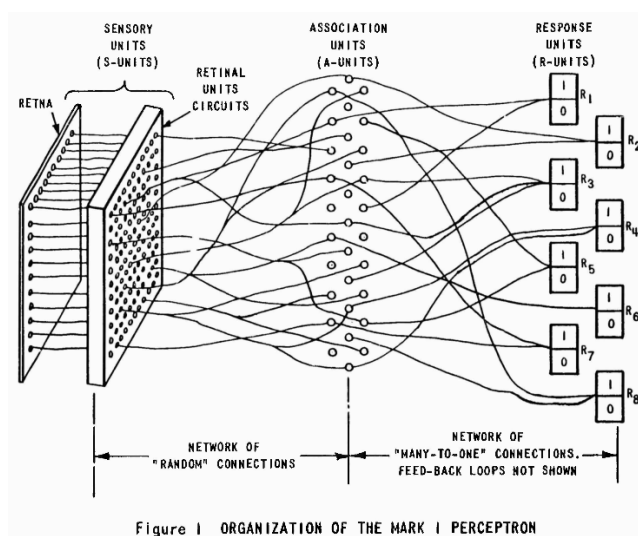 SENSORY
UNITS
(S-UNITS)
ASSOCIATION
UNITS
(A-UNITS)
RESPONSE
UNITS
(R-UNITS)
RETINAL
UNITS
CIRCUITS
RETNA
1
0
R1
1
0
R2
1
0
R3
1
0
R4
1
0
R5
1
0
R6
1
0
R7
1
0
R8
NETWORK OF
"RANDOM" CONNECTIONS
NETWORK OF
"MANY-TO-ONE" CONNECTIONS.
FEED-BACK LOOPS NOT SHOWN
Figure 1 ORGANIZATION OF THE MARK 1 PERCEPTRON